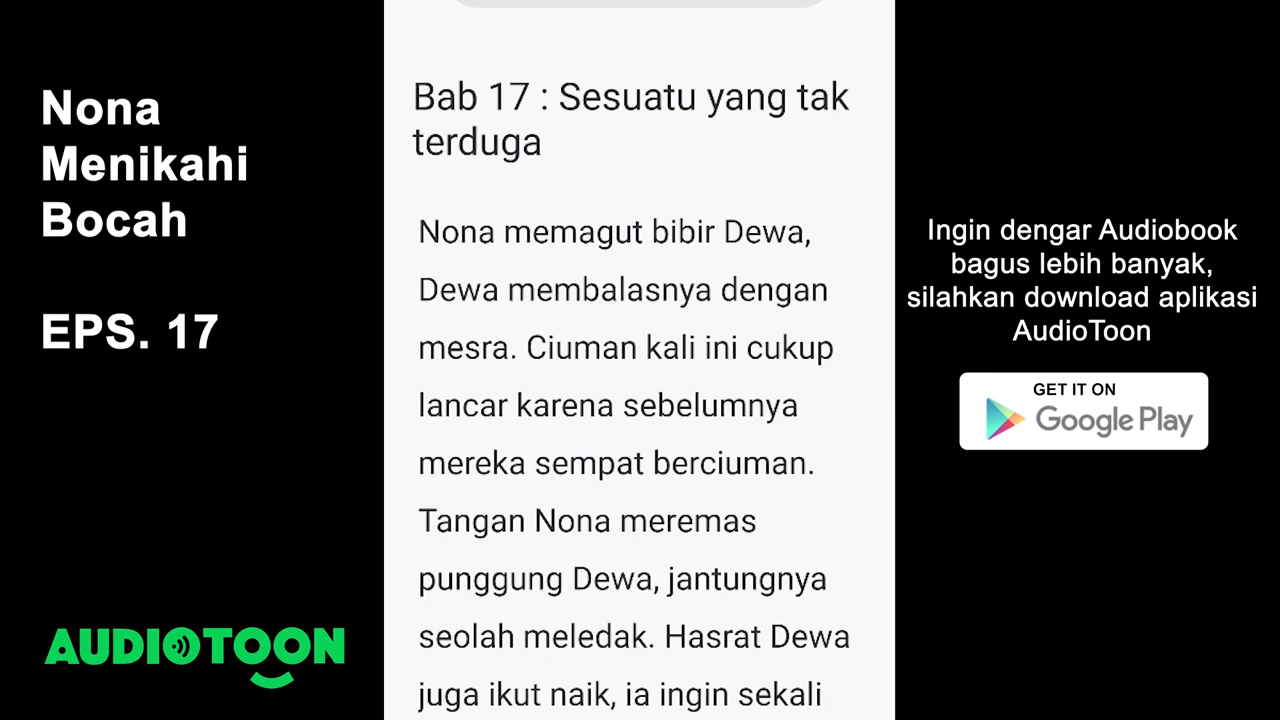 Nona
Menikahi
Bocah
EPS. 17
AUDIOTOON
Bab 17 : Sesuatu yang tak
terduga
Nona memagut bibir Dewa,
Dewa membalasnya dengan
mesra. Ciuman kali ini cukup
lancar karena sebelumnya
mereka sempat berciuman.
Tangan Nona meremas
punggung Dewa, jantungnya
seolah meledak. Hasrat Dewa
juga ikut naik, ia ingin sekali
Ingin dengar Audiobook
bagus lebih banyak,
silahkan download aplikasi
AudioToon
GET IT ON
Google Play